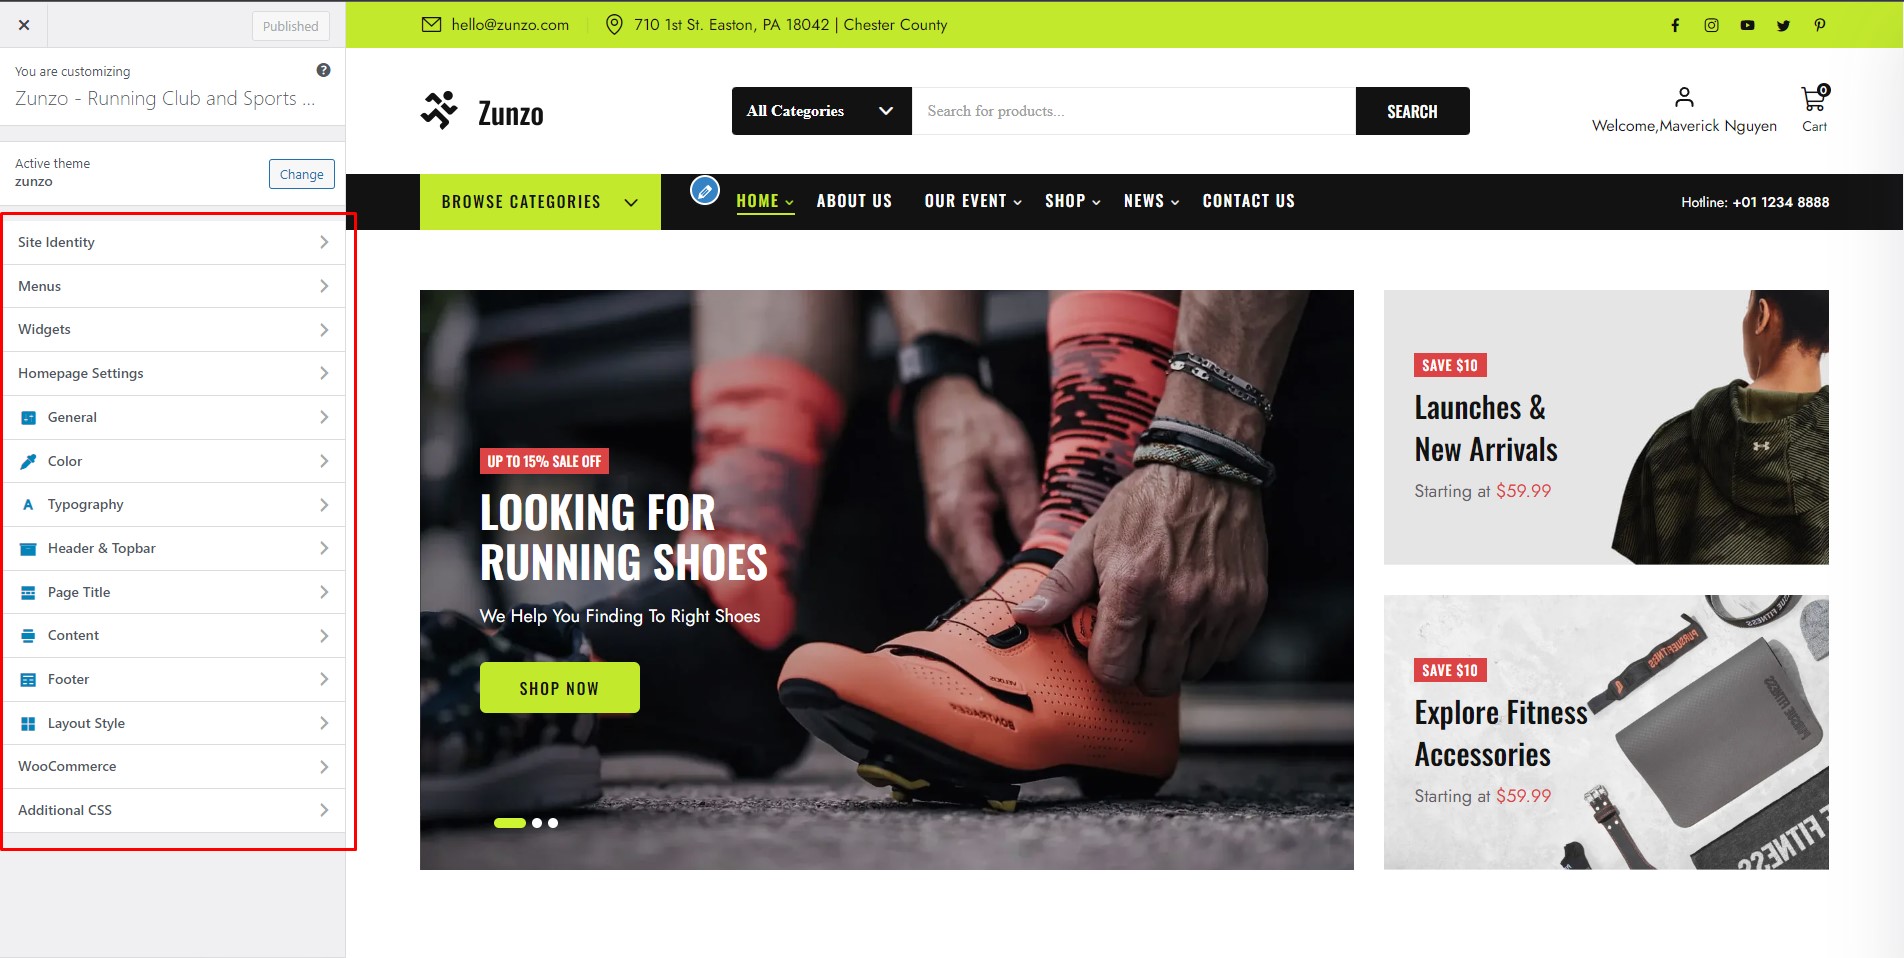 Published
You are customizing
Zunzo - Running Club and Sports ...
Active theme
zunzo
Change
Site Identity
Menus
Widgets
Homepage Settings
General
Color
Typography
Header & Topbar
Page Title
Content
Footer
Layout Style
WooCommerce
Additional CSS
hello@zunzo.com
710 1st St. Easton, PA 18042 | Chester County
Zunzo
All Categories
Search for products...
SEARCH
Welcome,Maverick Nguyen
0
Cart
BROWSE CATEGORIES
HOME
ABOUT US
OUR EVENT
SHOP
NEWS
CONTACT US
Hotline: +01 1234 8888
UP TO 15% SALE OFF
LOOKING FOR
RUNNING SHOES
We Help You Finding To Right Shoes
SHOP NOW
BONTRAGER
SAVE $10
Launches &
New Arrivals
Starting at $59.99
SAVE $10
Explore Fitness
Accessories
Starting at $59.99
PURSUE FITNESS